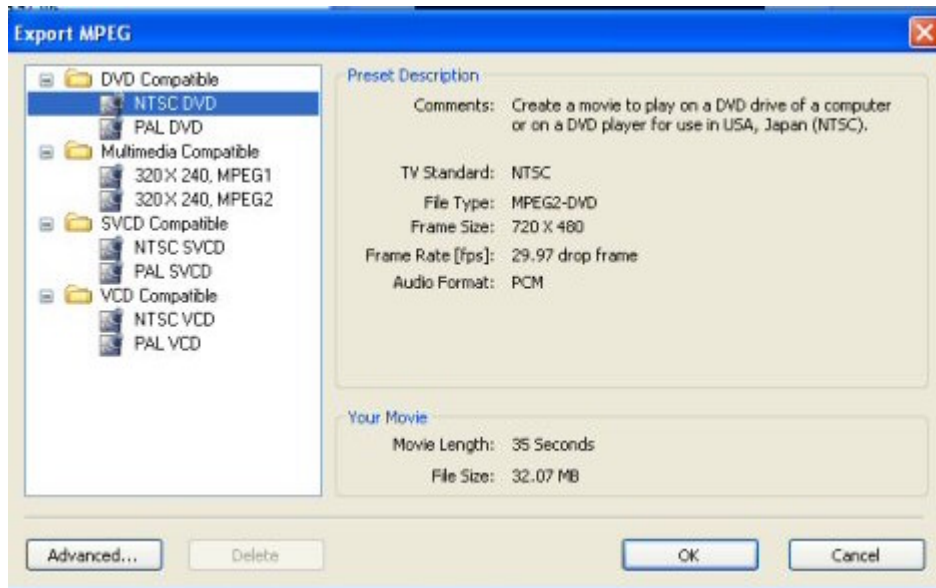 Export MPEG
DVD Compatible
NTSC DVD
PAL DVD
Multimedia Compatible
320 X 240, MPEG1
320 X 240, MPEG2
SVCD Compatible
NTSC SVCD
PAL SVCD
VCD Compatible
NTSC VCD
PAL VCD
Preset Description
Comments: Create a movie to play on a DVD drive of a computer
or on a DVD player for use in USA, Japan (NTSC).
TV Standard: NTSC
File Type: MPEG2-DVD
Frame Size: 720 X 480
Frame Rate [fps]: 29.97 drop frame
Audio Format: PCM
Your Movie
Movie Length: 35 Seconds
File Size: 32.07 MB
Advanced...
Delete
OK
Cancel